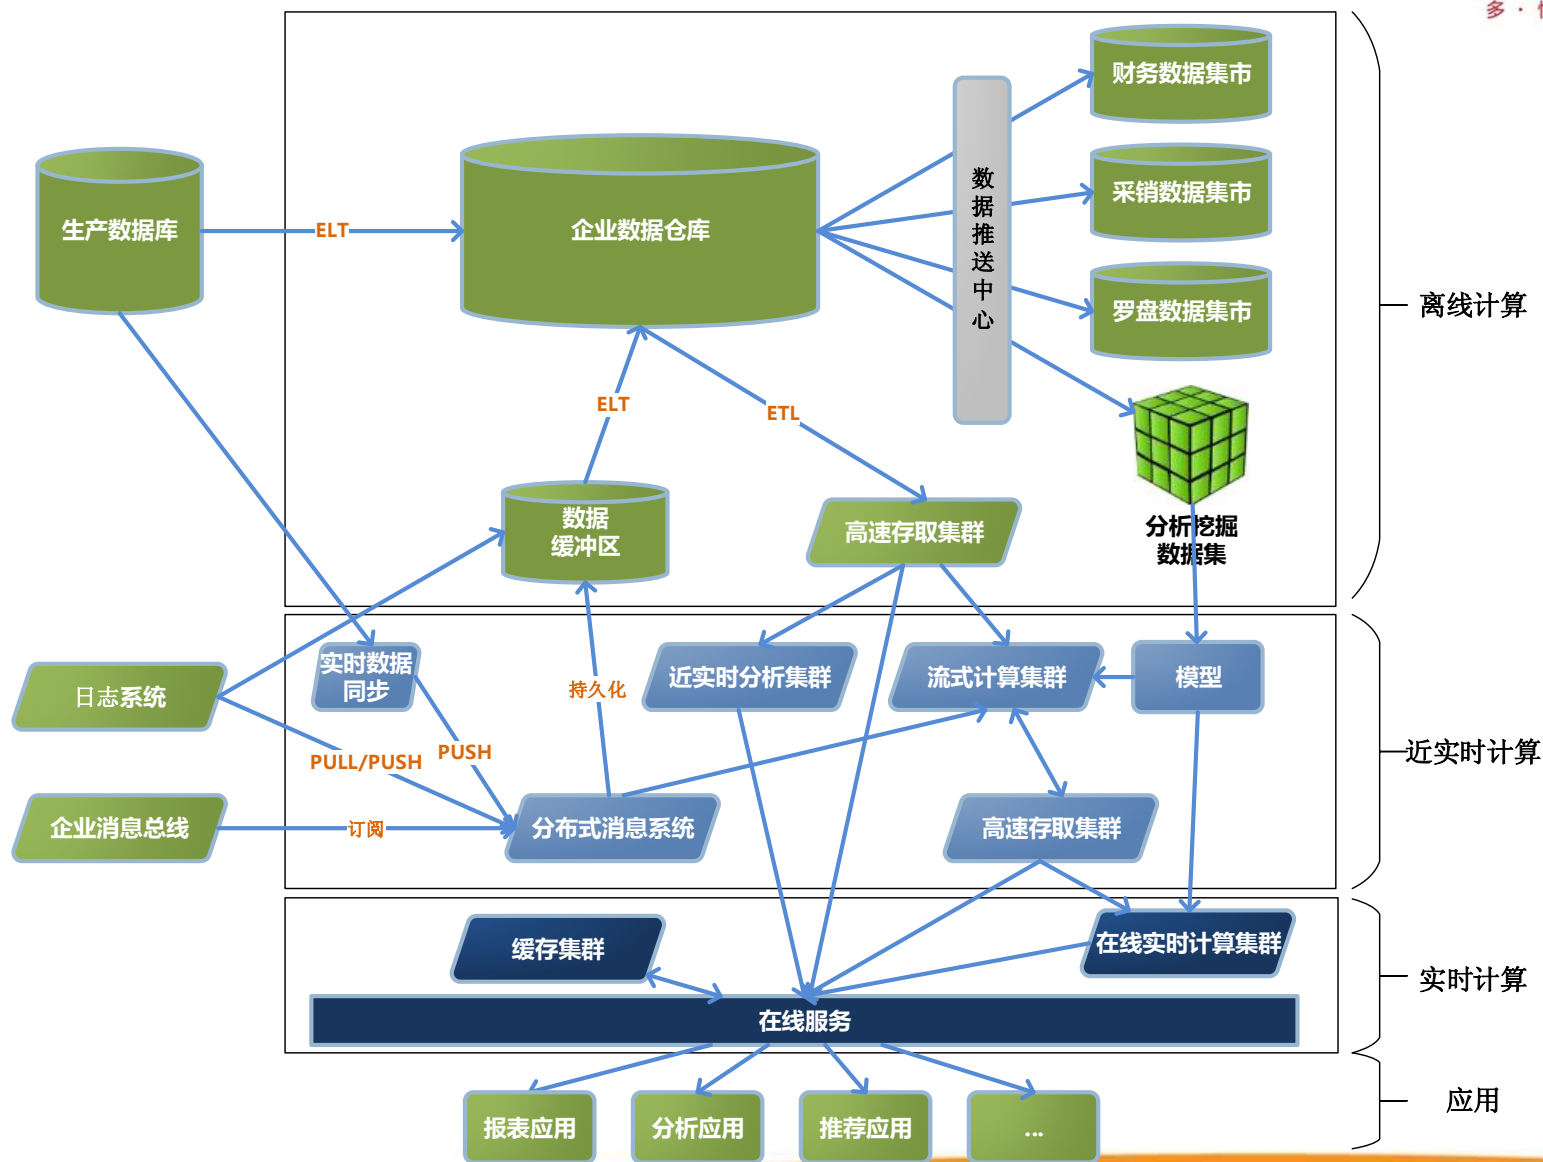 多 ·
财务数据集市
采销数据集市
罗盘数据集市
生产数据库
ELT
企业数据仓库
数
据
推
送
中
心
离线计算
ELT
ETL
数据
缓冲区
高速存取集群
分析挖掘
数据集
日志系统
实时数据
同步
持久化
近实时分析集群
流式计算集群
模型
PULL/PUSH
PUSH
近实时计算
企业消息总线
订阅
分布式消息系统
高速存取集群
缓存集群
在线实时计算集群
实时计算
在线服务
报表应用
分析应用
推荐应用
...
应用